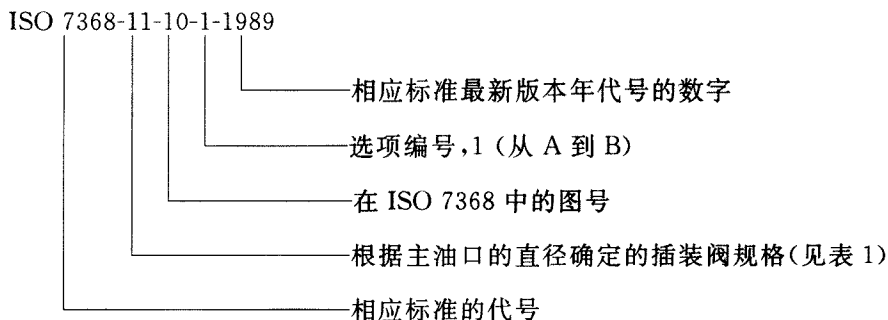 ISO 7368-11-10-1-1989
相应标准最新版本年代号的数字
选项编号,1 (从 A 到 B)
在 ISO 7368 中的图号
根据主油口的直径确定的插装阀规格(见表 1)
相应标准的代号